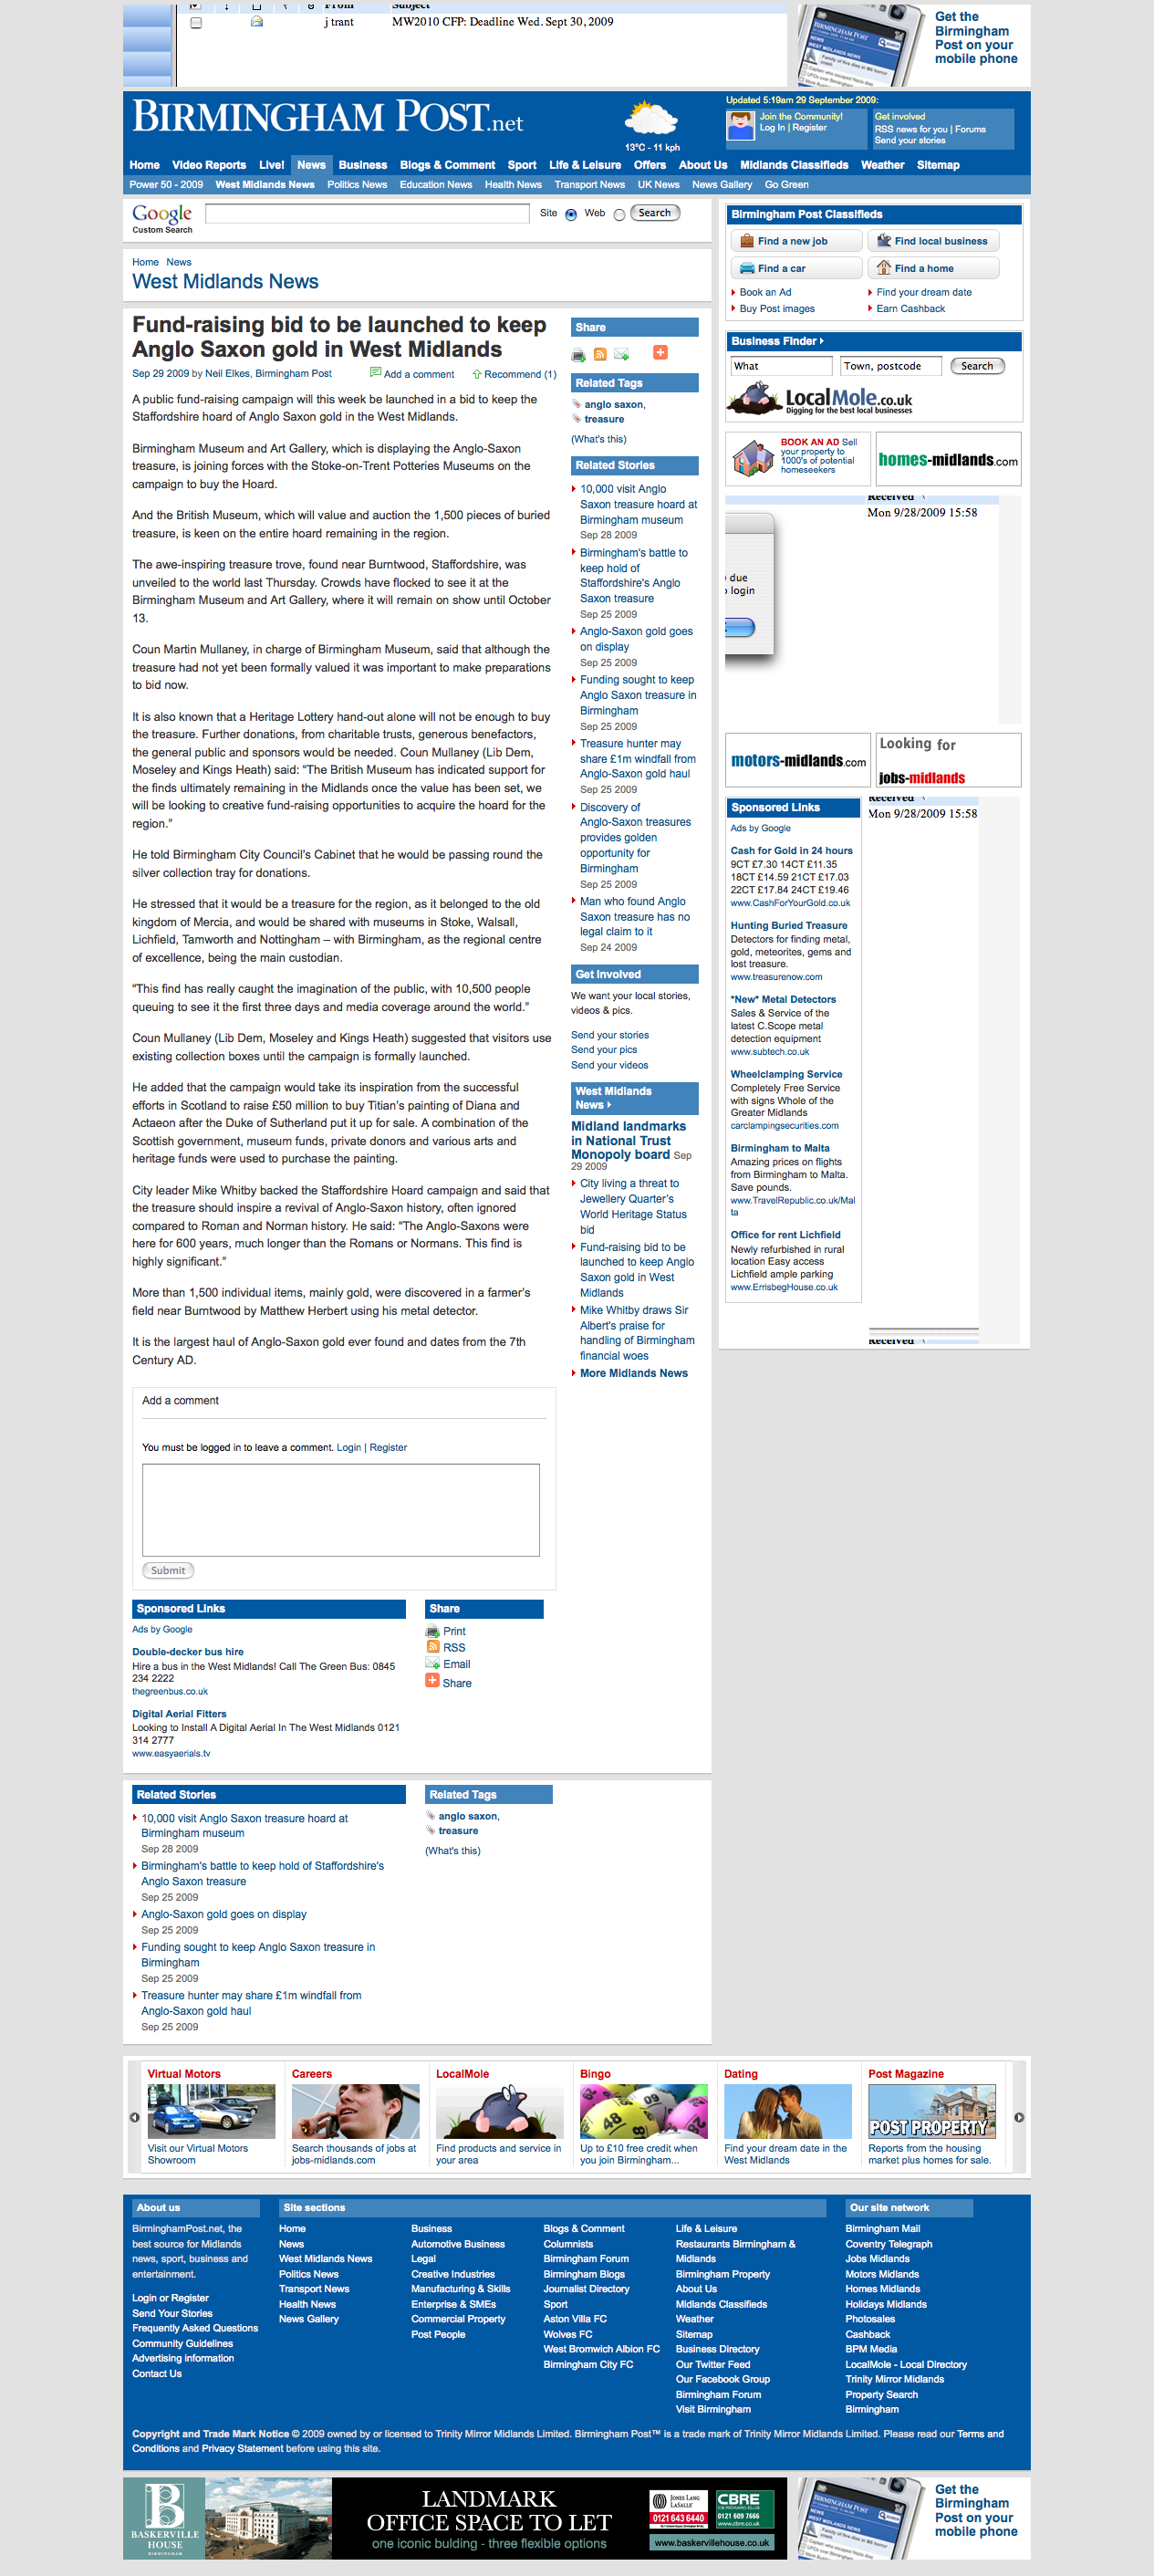 From Subject
j trant MW2010 CFP: Deadline Wed. Sept 30, 2009
Get the
Birmingham
Post on your
mobile phone
BIRMINGHAM POST.net
13°C - 11 kph
Updated 5:19am 29 September 2009:
Join the Community!
Log In | Register
Get involved
RSS news for you | Forums
Send your stories
Home Video Reports Live! News Business Blogs & Comment Sport Life & Leisure Offers About Us Midlands Classifieds Weather Sitemap
Power 50 - 2009 West Midlands News Politics News Education News Health News Transport News UK News News Gallery Go Green
Google
Custom Search
Site Web Search
Home News
West Midlands News
Fund-raising bid to be launched to keep
Anglo Saxon gold in West Midlands
Sep 29 2009 by Neil Elkes, Birmingham Post Add a comment Recommend (1)
A public fund-raising campaign will this week be launched in a bid to keep the
Staffordshire hoard of Anglo Saxon gold in the West Midlands.
Birmingham Museum and Art Gallery, which is displaying the Anglo-Saxon
treasure, is joining forces with the Stoke-on-Trent Potteries Museums on the
campaign to buy the Hoard.
And the British Museum, which will value and auction the 1,500 pieces of buried
treasure, is keen on the entire hoard remaining in the region.
The awe-inspiring treasure trove, found near Burntwood, Staffordshire, was
unveiled to the world last Thursday. Crowds have flocked to see it at the
Birmingham Museum and Art Gallery, where it will remain on show until October
13.
Coun Martin Mullaney, in charge of Birmingham Museum, said that although the
treasure had not yet been formally valued it was important to make preparations
to bid now.
It is also known that a Heritage Lottery hand-out alone will not be enough to buy
the treasure. Further donations, from charitable trusts, generous benefactors,
the general public and sponsors would be needed. Coun Mullaney (Lib Dem,
Moseley and Kings Heath) said: “The British Museum has indicated support for
the finds ultimately remaining in the Midlands once the value has been set, we
will be looking to creative fund-raising opportunities to acquire the hoard for the
region.”
He told Birmingham City Council’s Cabinet that he would be passing round the
silver collection tray for donations.
He stressed that it would be a treasure for the region, as it belonged to the old
kingdom of Mercia, and would be shared with museums in Stoke, Walsall,
Lichfield, Tamworth and Nottingham – with Birmingham, as the regional centre
of excellence, being the main custodian.
“This find has really caught the imagination of the public, with 10,500 people
queuing to see it the first three days and media coverage around the world.”
Coun Mullaney (Lib Dem, Moseley and Kings Heath) suggested that visitors use
existing collection boxes until the campaign is formally launched.
He added that the campaign would take its inspiration from the successful
efforts in Scotland to raise £50 million to buy Titian’s painting of Diana and
Actaeon after the Duke of Sutherland put it up for sale. A combination of the
Scottish government, museum funds, private donors and various arts and
heritage funds were used to purchase the painting.
City leader Mike Whitby backed the Staffordshire Hoard campaign and said that
the treasure should inspire a revival of Anglo-Saxon history, often ignored
compared to Roman and Norman history. He said: “The Anglo-Saxons were
here for 600 years, much longer than the Romans or Normans. This find is
highly significant.”
More than 1,500 individual items, mainly gold, were discovered in a farmer’s
field near Burntwood by Matthew Herbert using his metal detector.
It is the largest haul of Anglo-Saxon gold ever found and dates from the 7th
Century AD.
Add a comment
You must be logged in to leave a comment. Login | Register
Submit
Share
Related Tags
anglo saxon,
treasure
(What's this)
Related Stories
10,000 visit Anglo
Saxon treasure hoard at
Birmingham museum
Sep 28 2009
Birmingham's battle to
keep hold of
Staffordshire's Anglo
Saxon treasure
Sep 25 2009
Anglo-Saxon gold goes
on display
Sep 25 2009
Funding sought to keep
Anglo Saxon treasure in
Birmingham
Sep 25 2009
Treasure hunter may
share £1m windfall from
Anglo-Saxon gold haul
Sep 25 2009
Discovery of
Anglo-Saxon treasures
provides golden
opportunity for
Birmingham
Sep 25 2009
Man who found Anglo
Saxon treasure has no
legal claim to it
Sep 24 2009
Get Involved
We want your local stories,
videos & pics.
Send your stories
Send your pics
Send your videos
West Midlands
News
Midland landmarks
in National Trust
Monopoly board Sep
29 2009
City living a threat to
Jewellery Quarter's
World Heritage Status
bid
Fund-raising bid to be
launched to keep Anglo
Saxon gold in West
Midlands
Mike Whitby draws Sir
Albert's praise for
handling of Birmingham
financial woes
More Midlands News
Birmingham Post Classifieds
Find a new job Find local business
Find a car Find a home
Book an Ad Find your dream date
Buy Post images Earn Cashback
Business Finder
What Town, postcode Search
LocalMole.co.uk
Digging for the best local businesses
BOOK AN AD Sell
your property to
1000's of potential
homeseekers
homes-midlands.com
Received
Mon 9/28/2009 15:58
due
login
motors-midlands.com
Looking for
jobs-midlands
Sponsored Links
Ads by Google
Cash for Gold in 24 hours
9CT £7.30 14CT £11.35
18CT £14.59 21CT £17.03
22CT £17.84 24CT £19.46
www.CashForYourGold.co.uk
Hunting Buried Treasure
Detectors for finding metal,
gold, meteorites, gems and
lost treasure.
www.treasurenow.com
*New* Metal Detectors
Sales & Service of the
latest C.Scope metal
detection equipment
www.subtech.co.uk
Wheelclamping Service
Completely Free Service
with signs Whole of the
Greater Midlands
carclampingsecurities.com
Birmingham to Malta
Amazing prices on flights
from Birmingham to Malta.
Save pounds.
www.TravelRepublic.co.uk/Mal
ta
Office for rent Lichfield
Newly refurbished in rural
location Easy access
Lichfield ample parking
www.ErrisbegHouse.co.uk
Received
Mon 9/28/2009 15:58
Received
Sponsored Links
Ads by Google
Double-decker bus hire
Hire a bus in the West Midlands! Call The Green Bus: 0845
234 2222
thegreenbus.co.uk
Digital Aerial Fitters
Looking to Install A Digital Aerial In The West Midlands 0121
314 2777
www.easyaerials.tv
Share
Print
RSS
Email
Share
Related Stories
10,000 visit Anglo Saxon treasure hoard at
Birmingham museum
Sep 28 2009
Birmingham's battle to keep hold of Staffordshire's
Anglo Saxon treasure
Sep 25 2009
Anglo-Saxon gold goes on display
Sep 25 2009
Funding sought to keep Anglo Saxon treasure in
Birmingham
Sep 25 2009
Treasure hunter may share £1m windfall from
Anglo-Saxon gold haul
Sep 25 2009
Related Tags
anglo saxon,
treasure
(What's this)
Virtual Motors
Visit our Virtual Motors
Showroom
Careers
Search thousands of jobs at
jobs-midlands.com
LocalMole
Find products and service in
your area
Bingo
Up to £10 free credit when
you join Birmingham...
Dating
Find your dream date in the
West Midlands
Post Magazine
POST PROPERTY
Reports from the housing
market plus homes for sale.
About us
BirminghamPost.net, the
best source for Midlands
news, sport, business and
entertainment.
Login or Register
Send Your Stories
Frequently Asked Questions
Community Guidelines
Advertising information
Contact Us
Site sections
Home
News
West Midlands News
Politics News
Transport News
Health News
News Gallery
Business
Automotive Business
Legal
Creative Industries
Manufacturing & Skills
Enterprise & SMEs
Commercial Property
Post People
Blogs & Comment
Columnists
Birmingham Forum
Birmingham Blogs
Journalist Directory
Sport
Aston Villa FC
Wolves FC
West Bromwich Albion FC
Birmingham City FC
Life & Leisure
Restaurants Birmingham &
Midlands
Birmingham Property
About Us
Midlands Classifieds
Weather
Sitemap
Business Directory
Our Twitter Feed
Our Facebook Group
Birmingham Forum
Visit Birmingham
Our site network
Birmingham Mail
Coventry Telegraph
Jobs Midlands
Motors Midlands
Homes Midlands
Holidays Midlands
Photosales
Cashback
BPM Media
LocalMole - Local Directory
Trinity Mirror Midlands
Property Search
Birmingham
Copyright and Trade Mark Notice © 2009 owned by or licensed to Trinity Mirror Midlands Limited. Birmingham Post™ is a trade mark of Trinity Mirror Midlands Limited. Please read our Terms and
Conditions and Privacy Statement before using this site.
B
BASKERVILLE
HOUSE
BIRMINGHAM
LANDMARK
OFFICE SPACE TO LET
one iconic bulding - three flexible options
JONES LANG
LASALLE
0121 643 6440
CBRE
CB RICHARD ELLIS
0121 609 7666
www.cbre.co.uk
www.baskervillehouse.co.uk
Get the
Birmingham
Post on your
mobile phone